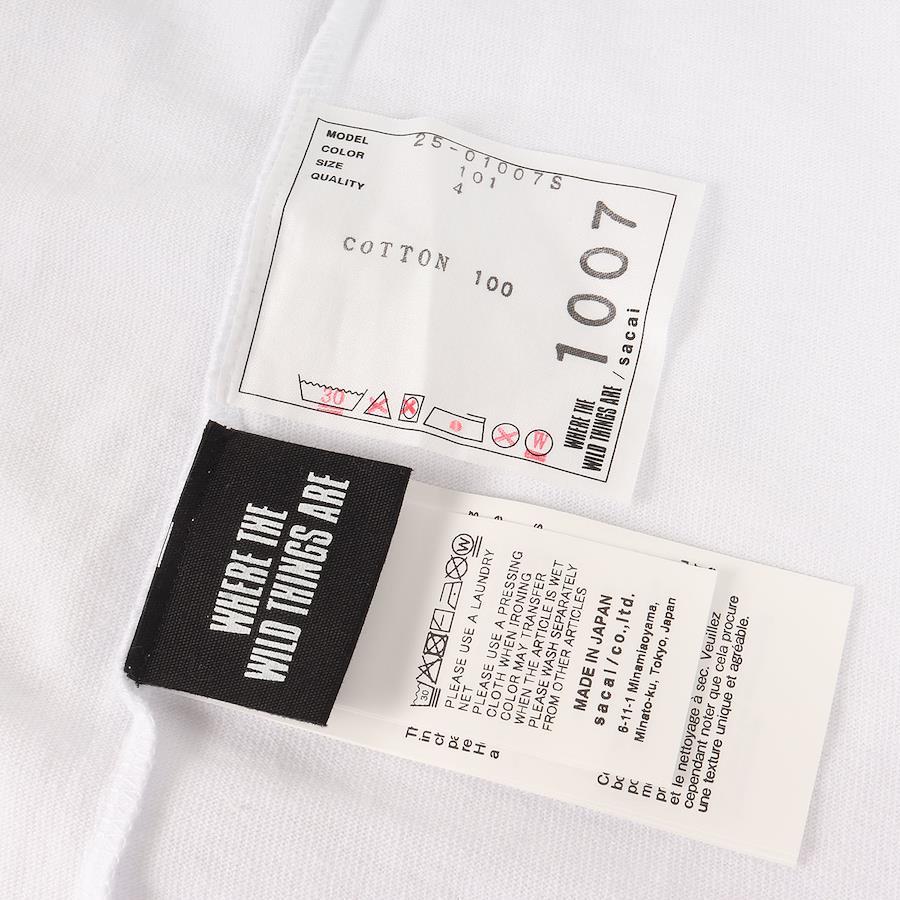 MODEL 25-01007S
COLOR 101
SIZE 4
QUALITY
COTTON 100
1007
WHERE THE
WILD THINGS ARE / sacai
30
W
WHERE THE
WILD THINGS ARE
30
W
PLEASE USE A LAUNDRY
NET
PLEASE USE A PRESSING
CLOTH WHEN IRONING
COLOR MAY TRANSFER
WHEN THE ARTICLE IS WET
PLEASE WASH SEPARATELY
FROM OTHER ARTICLES
MADE IN JAPAN
sacai/co.,ltd.
6-11-1 Minamiaoyama,
Minato-ku, Tokyo, Japan
et le nettoyage à sec. Veuillez
cependant noter que cela procure
une texture unique et agréable.